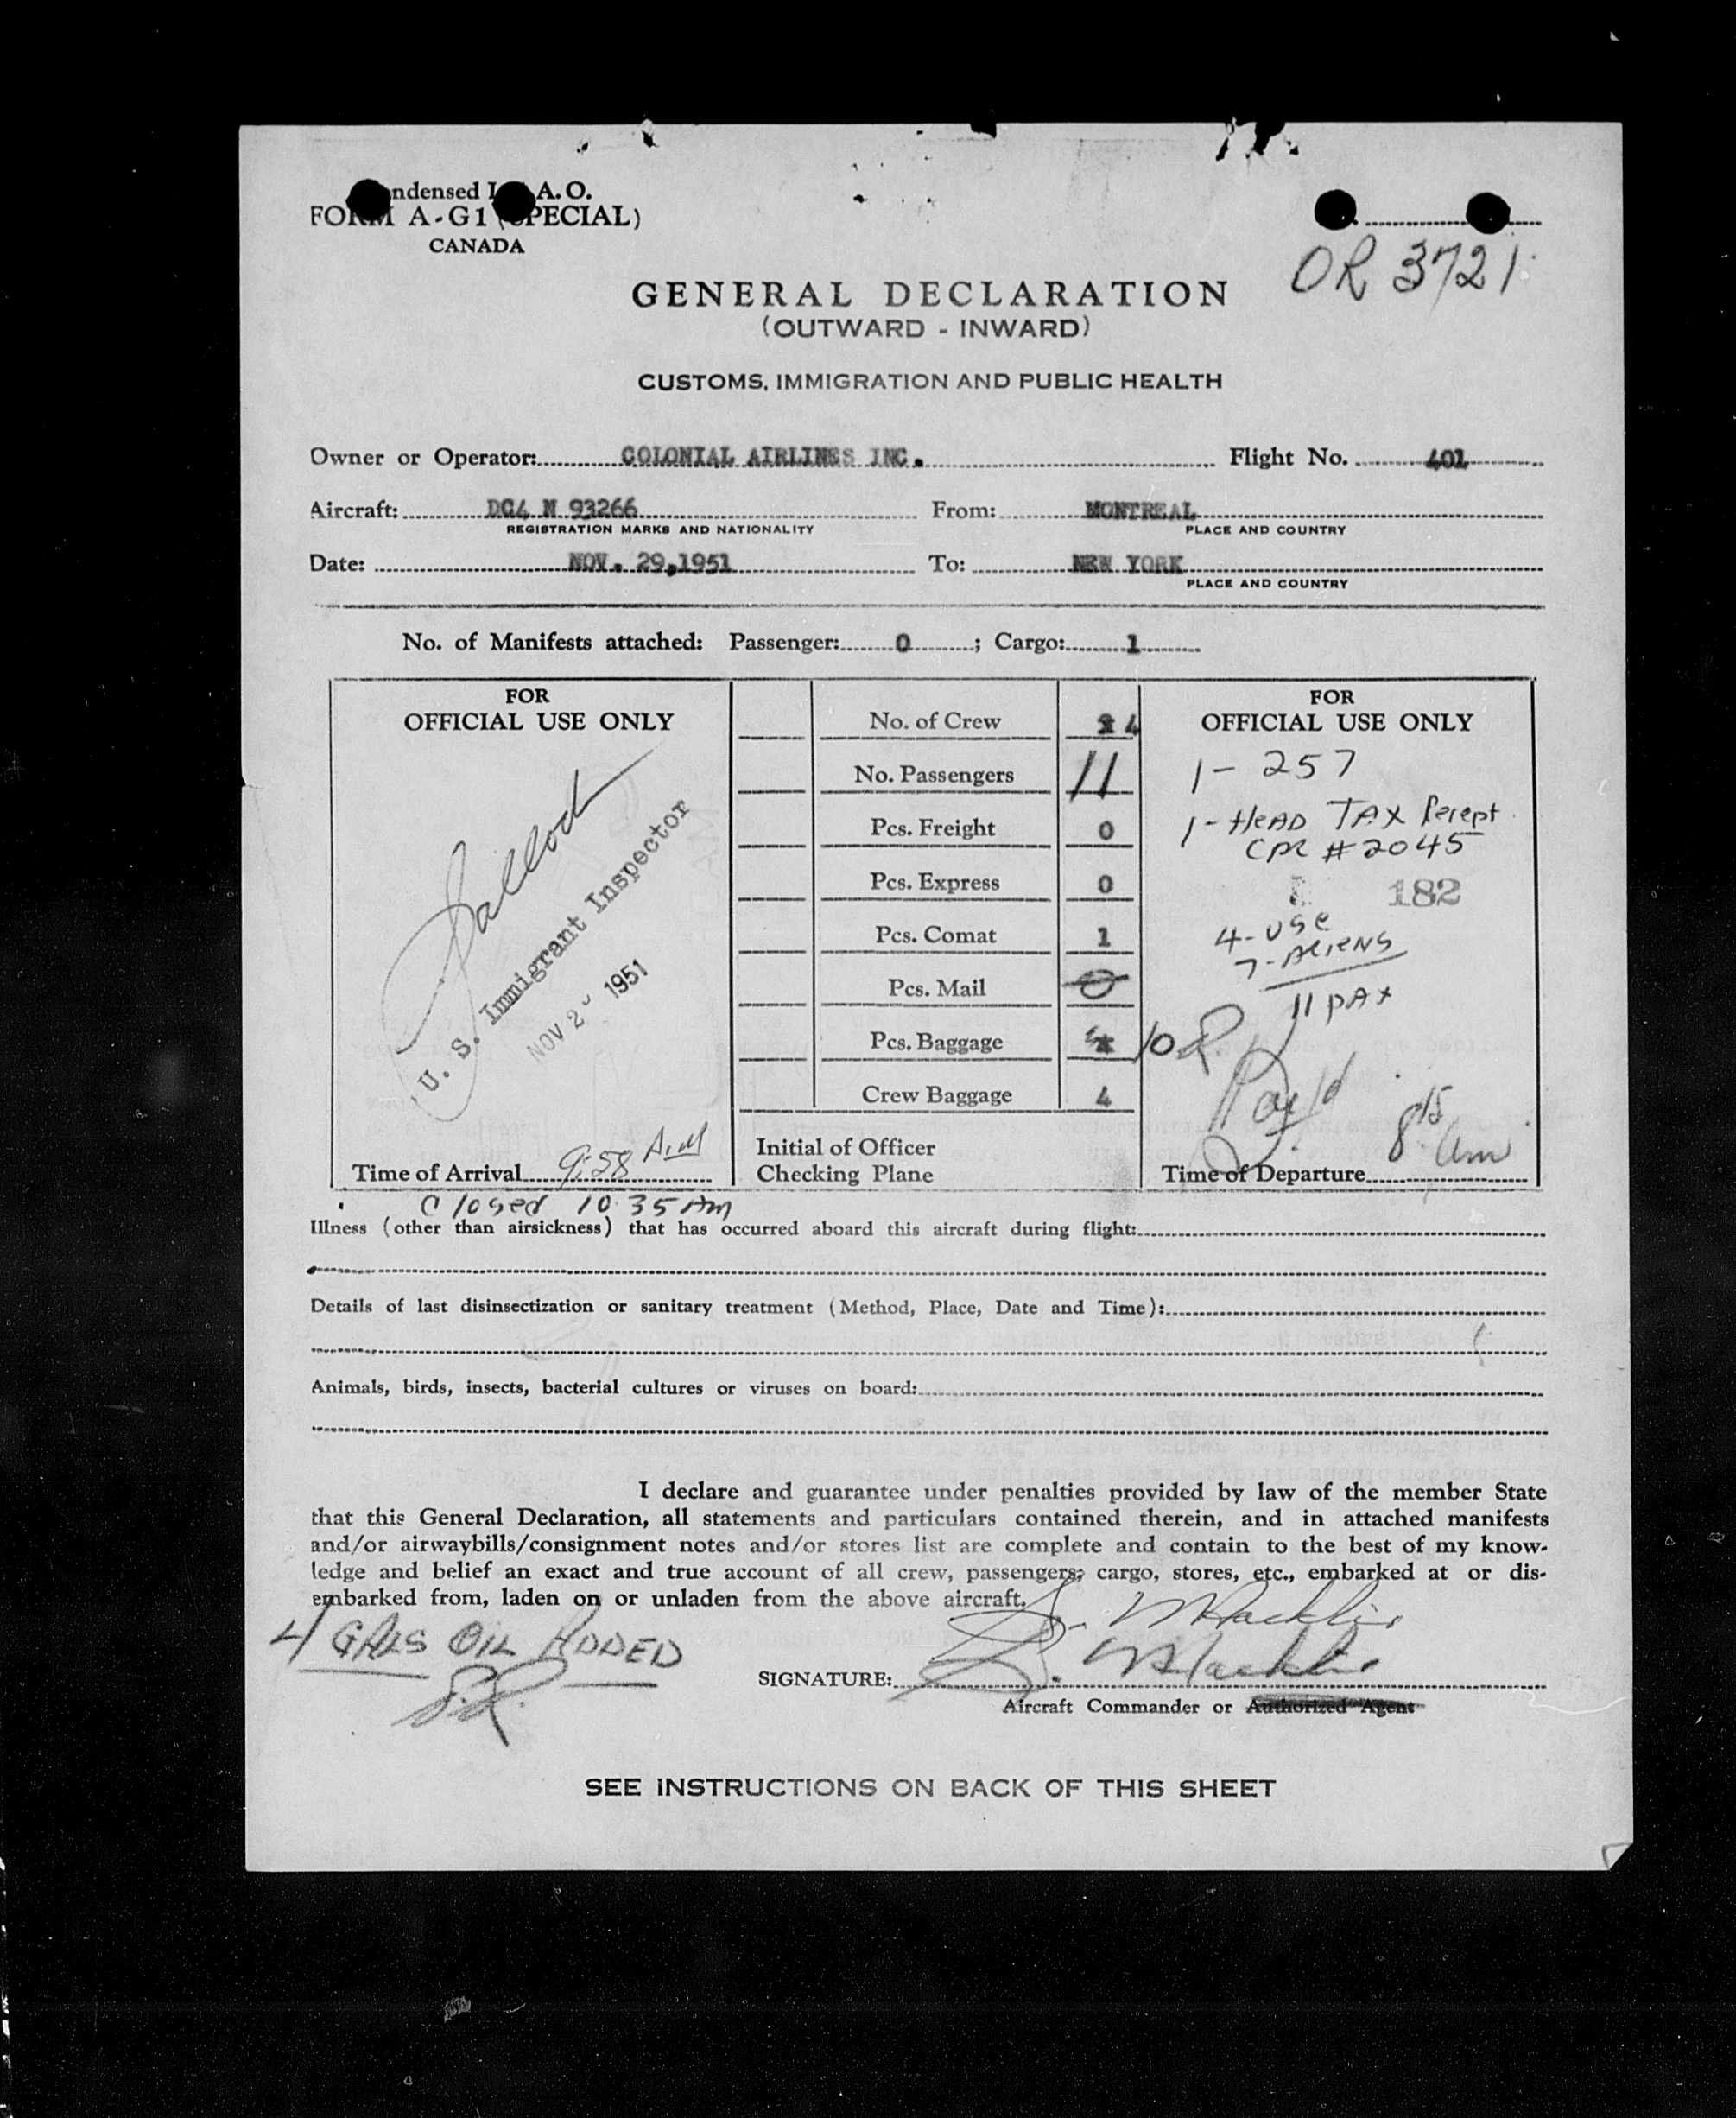 ndensed I A. O.
FORM A-G1 (SPECIAL)
CANADA
OR 3721
GENERAL DECLARATION
(OUTWARD - INWARD)
CUSTOMS, IMMIGRATION AND PUBLIC HEALTH
Owner or Operator: COLONIAL AIRLINES INC. Flight No. 401
Aircraft: DC4 N 93266 From: MONTREAL
REGISTRATION MARKS AND NATIONALITY PLACE AND COUNTRY
Date: NOV. 29,1951 To: NEW YORK
PLACE AND COUNTRY
No. of Manifests attached: Passenger: 0 ; Cargo: 1
FOR
OFFICIAL USE ONLY
U. S. Immigrant Inspector
NOV 2 1951
Time of Arrival 9:58 A.M
Closed 10 35 Am
No. of Crew 4
No. Passengers 11
Pcs. Freight 0
Pcs. Express 0
Pcs. Comat 1
Pcs. Mail 0
Pcs. Baggage 10
Crew Baggage 4
Initial of Officer
Checking Plane
FOR
OFFICIAL USE ONLY
1 - 257
1 - HEAD TAX Recept
CPR # 2045
182
4 - USC
7 - ALIENS
11 PAX
Time of Departure 8:15 am
Illness (other than airsickness) that has occurred aboard this aircraft during flight:
Details of last disinsectization or sanitary treatment (Method, Place, Date and Time):
Animals, birds, insects, bacterial cultures or viruses on board:
I declare and guarantee under penalties provided by law of the member State
that this General Declaration, all statements and particulars contained therein, and in attached manifests
and/or airwaybills/consignment notes and/or stores list are complete and contain to the best of my know-
ledge and belief an exact and true account of all crew, passengers, cargo, stores, etc., embarked at or dis-
embarked from, laden on or unladen from the above aircraft.
4 GALS OIL ADDED
SIGNATURE:
Aircraft Commander or Authorized Agent
SEE INSTRUCTIONS ON BACK OF THIS SHEET